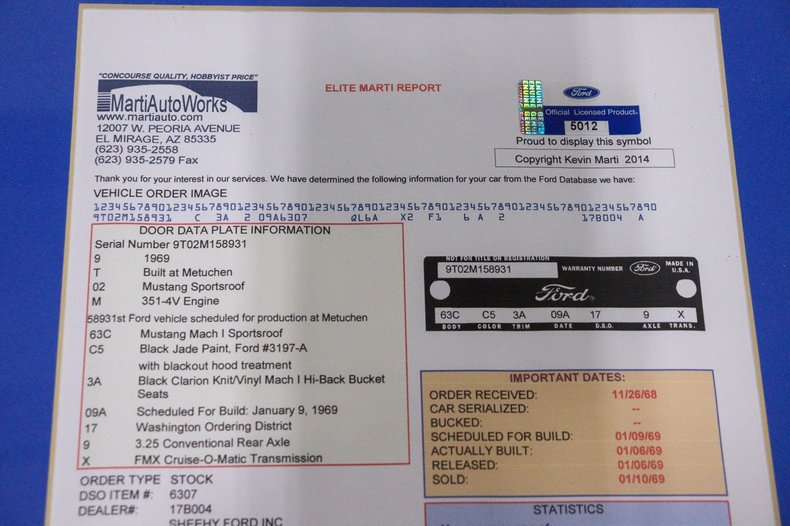 "CONCOURSE QUALITY, HOBBYIST PRICE"
MartiAutoWorks
www.martiauto.com
12007 W. PEORIA AVENUE
EL MIRAGE, AZ 85335
(623) 935-2558
(623) 935-2579 Fax
ELITE MARTI REPORT
Ford
Official Licensed Product
5012
Proud to display this symbol
Copyright Kevin Marti 2014
Thank you for your interest in our services. We have determined the following information for your car from the Ford Database we have:
VEHICLE ORDER IMAGE
12345678901234567890123456789012345678901234567890123456789012345678901234567890
9T02M158931 C 3A 2 09A6307 QL6A X2 F1 6 A 2 17B004 A
DOOR DATA PLATE INFORMATION
Serial Number 9T02M158931
9 1969
T Built at Metuchen
02 Mustang Sportsroof
M 351-4V Engine
58931st Ford vehicle scheduled for production at Metuchen
63C Mustang Mach I Sportsroof
C5 Black Jade Paint, Ford #3197-A
with blackout hood treatment
3A Black Clarion Knit/Vinyl Mach I Hi-Back Bucket
Seats
09A Scheduled For Build: January 9, 1969
17 Washington Ordering District
9 3.25 Conventional Rear Axle
X FMX Cruise-O-Matic Transmission
ORDER TYPE STOCK
DSO ITEM #: 6307
DEALER#: 17B004
SHEEHY FORD INC
NOT FOR TITLE OR REGISTRATION
9T02M158931 WARRANTY NUMBER Ford MADE IN
U.S.A.
Ford
63C C5 3A 09A 17 9 X
BODY COLOR TRIM DATE D.S.O. AXLE TRANS.
IMPORTANT DATES:
ORDER RECEIVED: 11/26/68
CAR SERIALIZED: --
BUCKED: --
SCHEDULED FOR BUILD: 01/09/69
ACTUALLY BUILT: 01/06/69
RELEASED: 01/06/69
SOLD: 01/10/69
STATISTICS